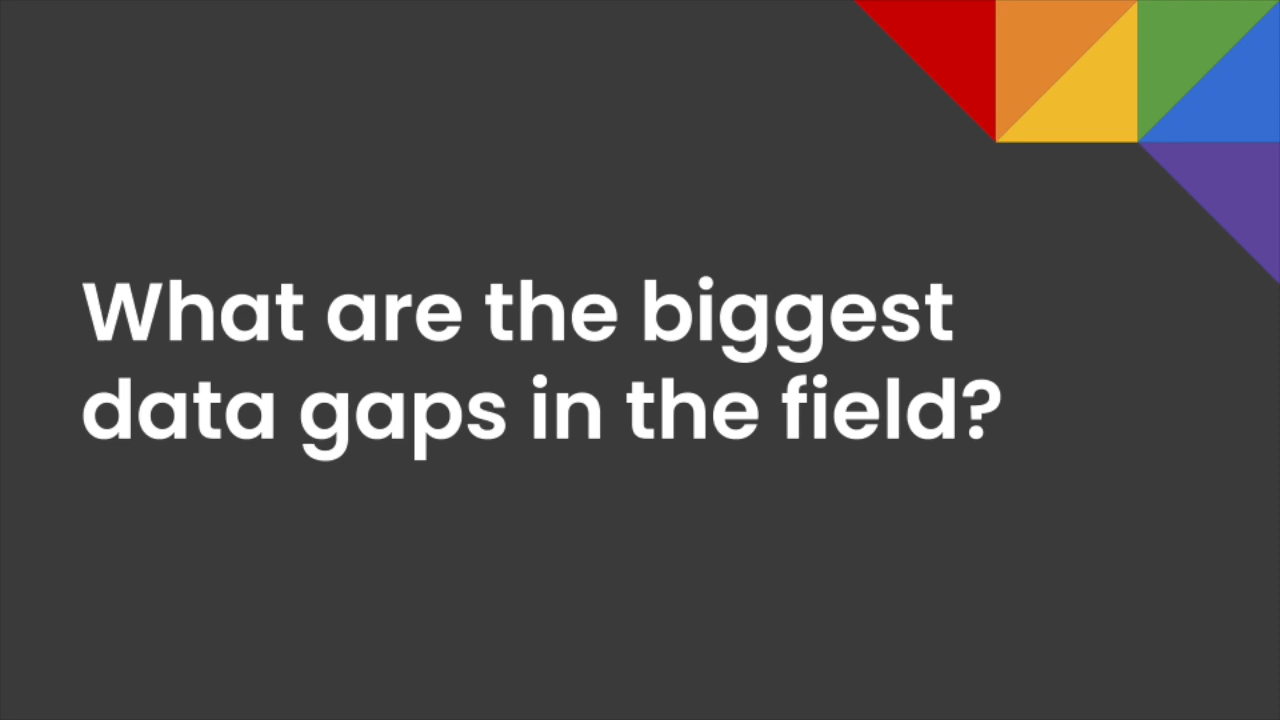 What are the biggest
data gaps in the field?